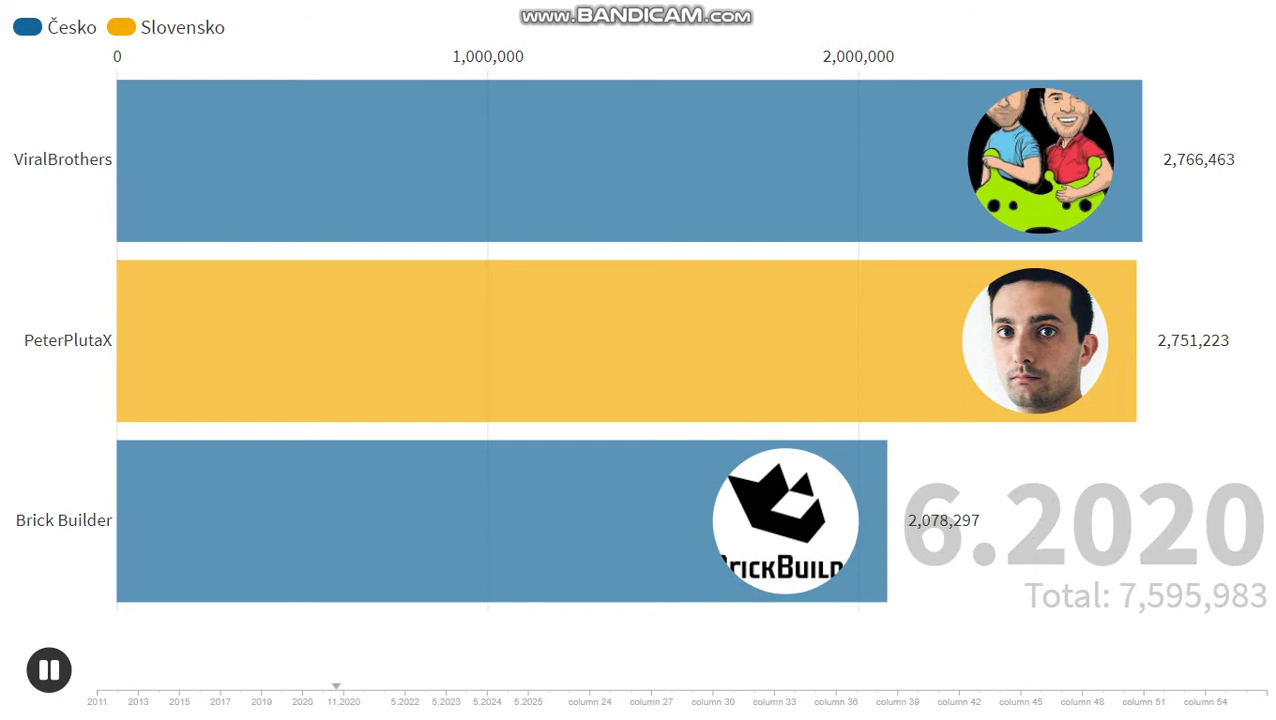 www.BANDICAM.com
Česko
Slovensko
0
1,000,000
2,000,000
ViralBrothers
2,766,463
PeterPlutaX
2,751,223
Brick Builder
BRICKBUILD
2,078,297
6.2020
Total: 7,595,983
2011 2013 2015 2017 2019 2020 11.2020 5.2022 5.2023 5.2024 5.2025 column 24 column 27 column 30 column 33 column 36 column 39 column 42 column 45 column 48 column 51 column 54